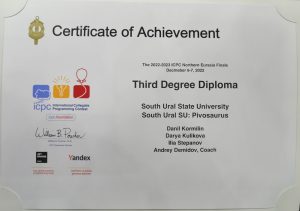 Certificate of Achievement
The 2022-2023 ICPC Northern Eurasia Finals
December 6-7, 2022
Third Degree Diploma
South Ural State University
South Ural SU: Pivosaurus
Danil Kormilin
Darya Kulikova
Ilia Stepanov
Andrey Demidov, Coach
icpc International Collegiate
Programming Contest
icpc foundation
Yandex